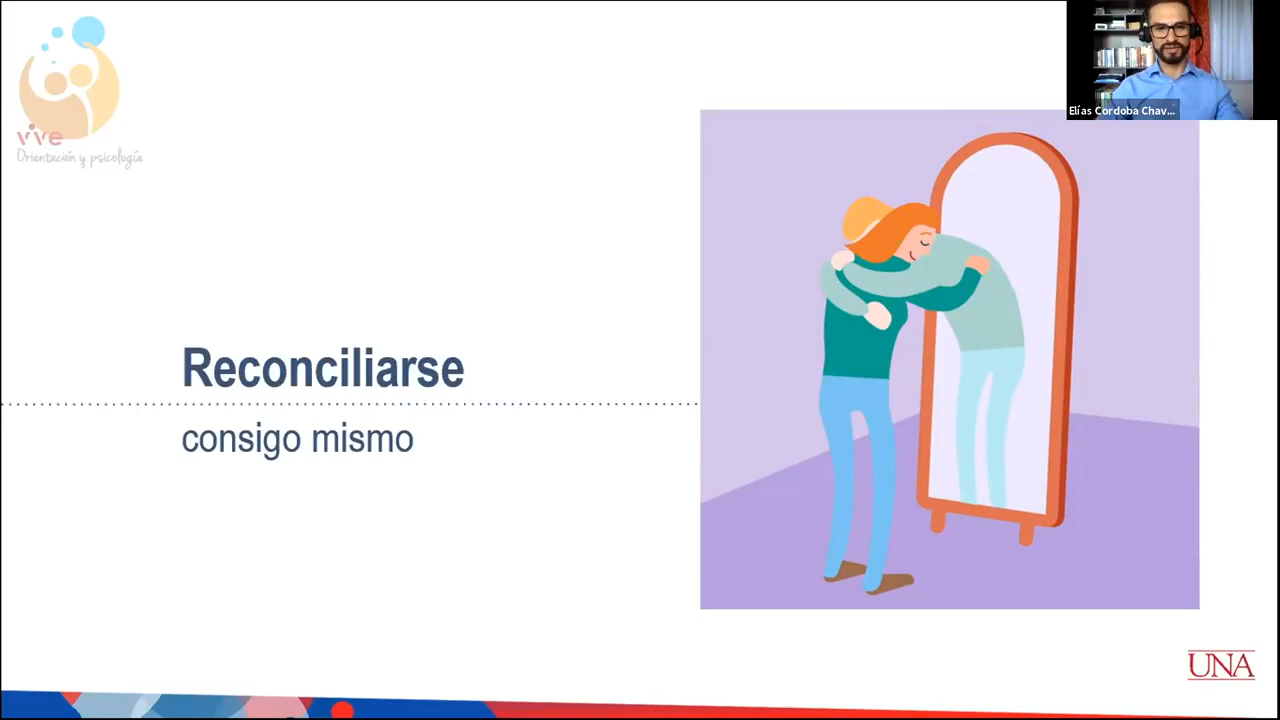 vive
Orientación y psicología
Elías Cordoba Chav...
Reconciliarse
consigo mismo
UNA